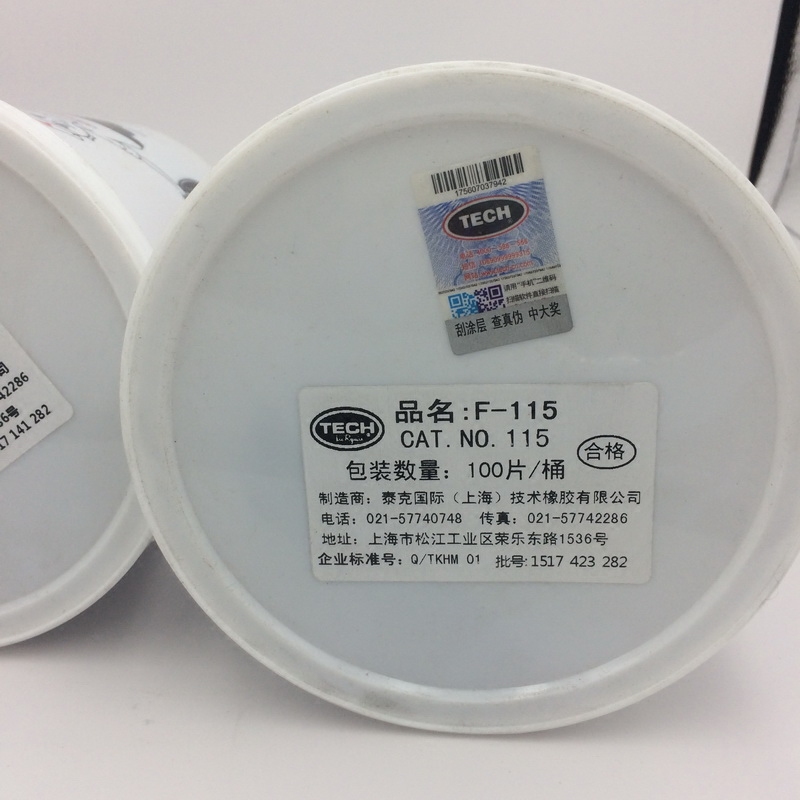 司
42286
36号
17 141 282
175607037942
TECH
请用"手机"二维码
扫描软件直接扫描
刮涂层 查真伪 中大奖
TECH
品名:F-115
CAT.NO.115
合格
包装数量：100片/桶
制造商：泰克国际（上海）技术橡胶有限公司
电话：021-57740748 传真：021-57742286
地址：上海市松江工业区荣乐东路1536号
企业标准号：Q/TKHM 01 批号:1517 423 282